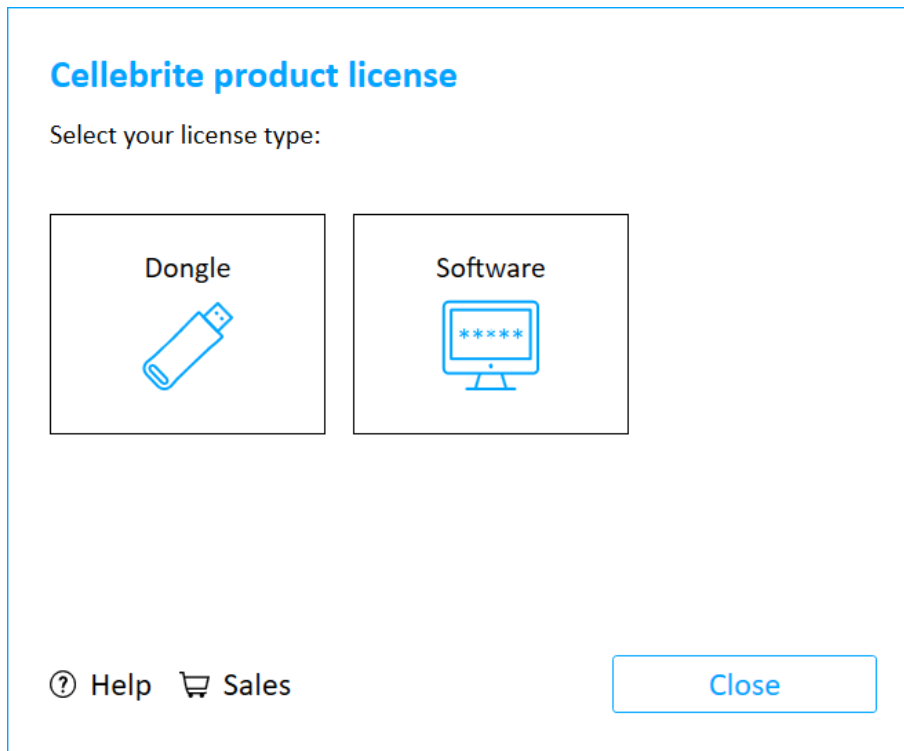 Cellebrite product license
Select your license type:
Dongle
Software
*****
Help
Sales
Close